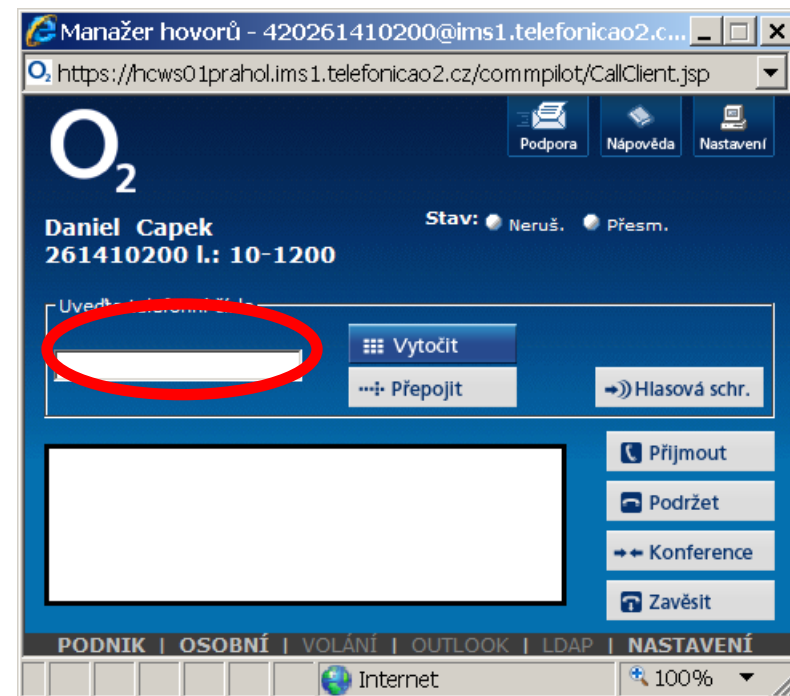 Manažer hovorů - 420261410200@ims1.telefonicao2.c...
https://hcws01prahol.ims1.telefonicao2.cz/commpilot/CallClient.jsp
O2
Podpora
Nápověda
Nastavení
Daniel Capek
261410200 l.: 10-1200
Stav: Neruš. Přesm.
Vytočit
Přepojit
Hlasová schr.
Přijmout
Podržet
Konference
Zavěsit
PODNIK | OSOBNÍ | VOLÁNÍ | OUTLOOK | LDAP | NASTAVENÍ
Internet
100%